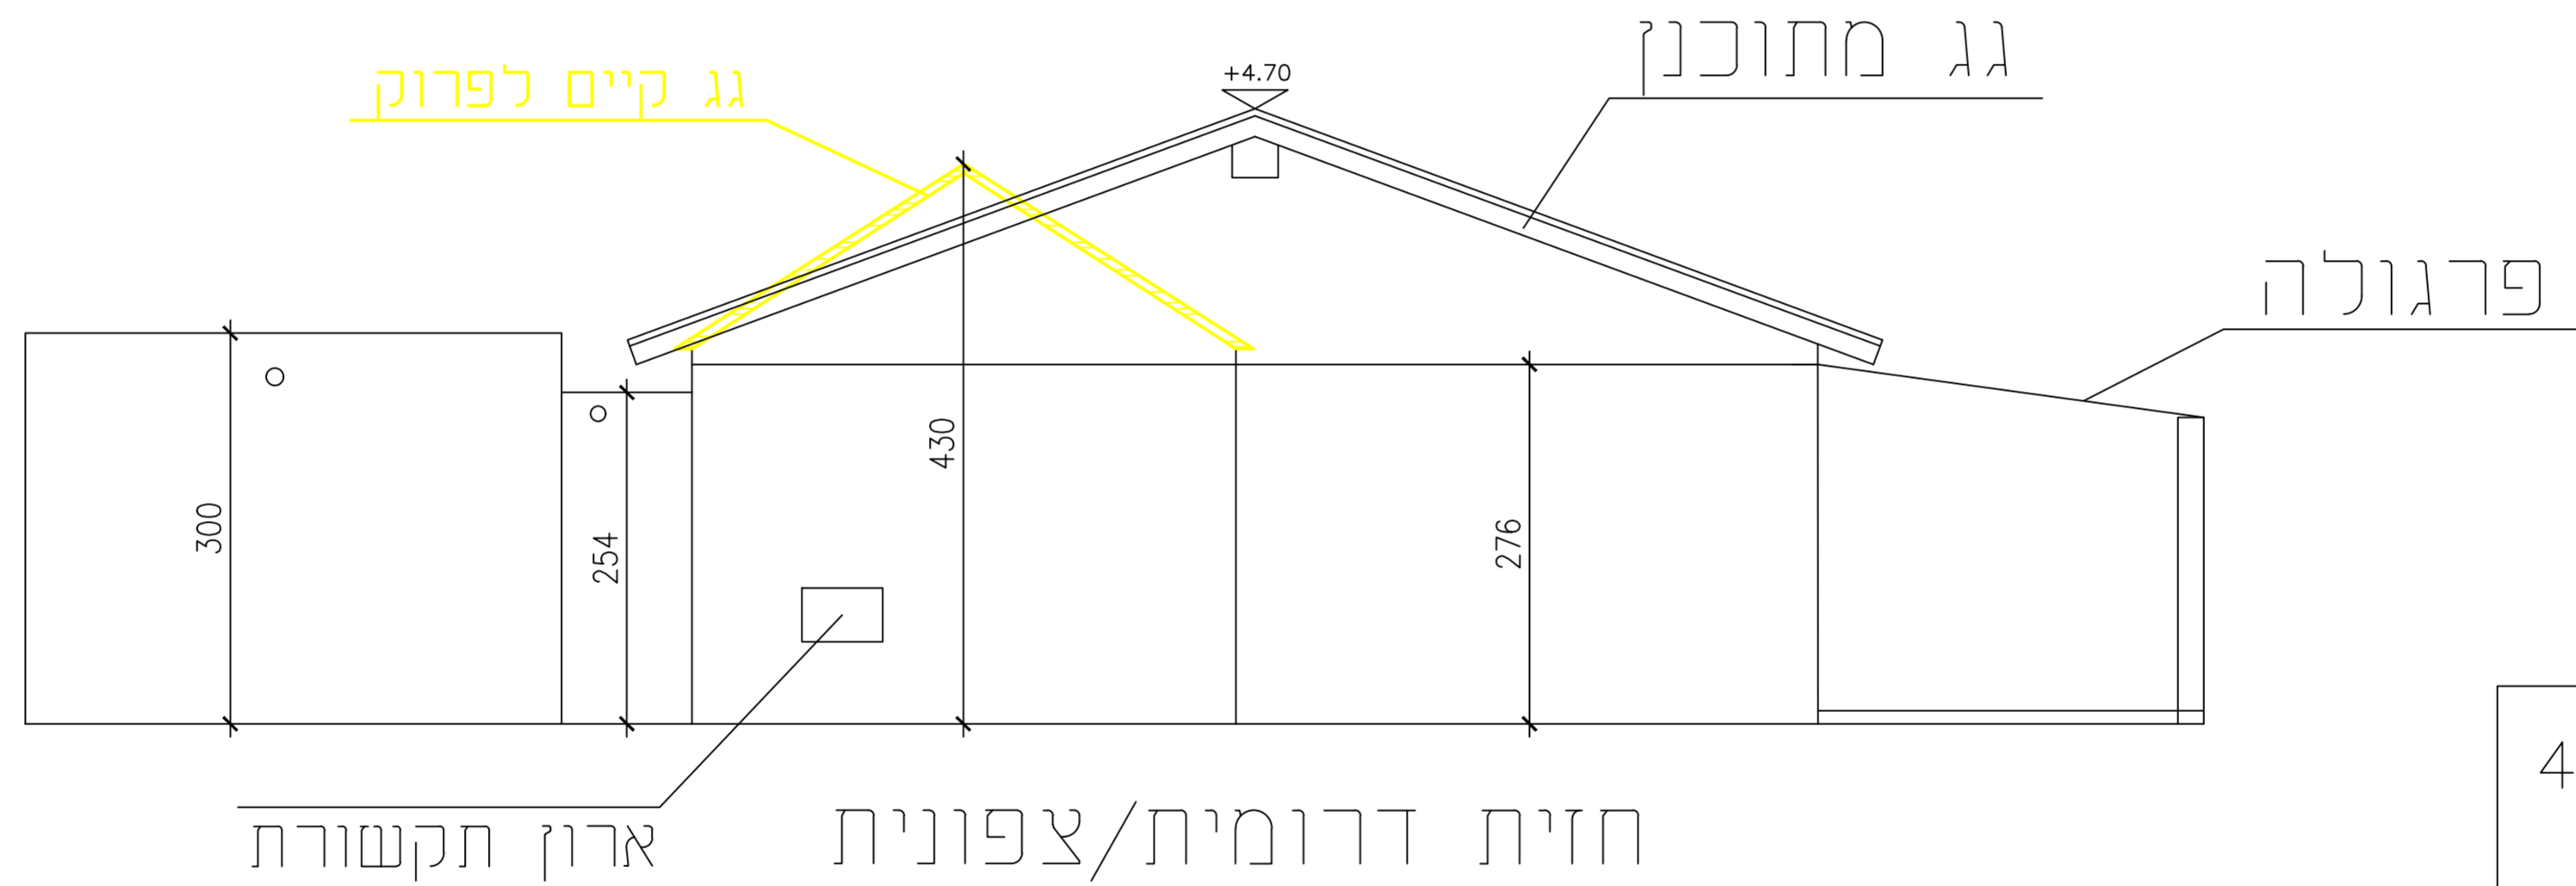 גג מתוכנן
+4.70
גג קיים לפרוק
פרגולה
430
300
276
254
4
חזית דרומית/צפונית
ארון תקשורת